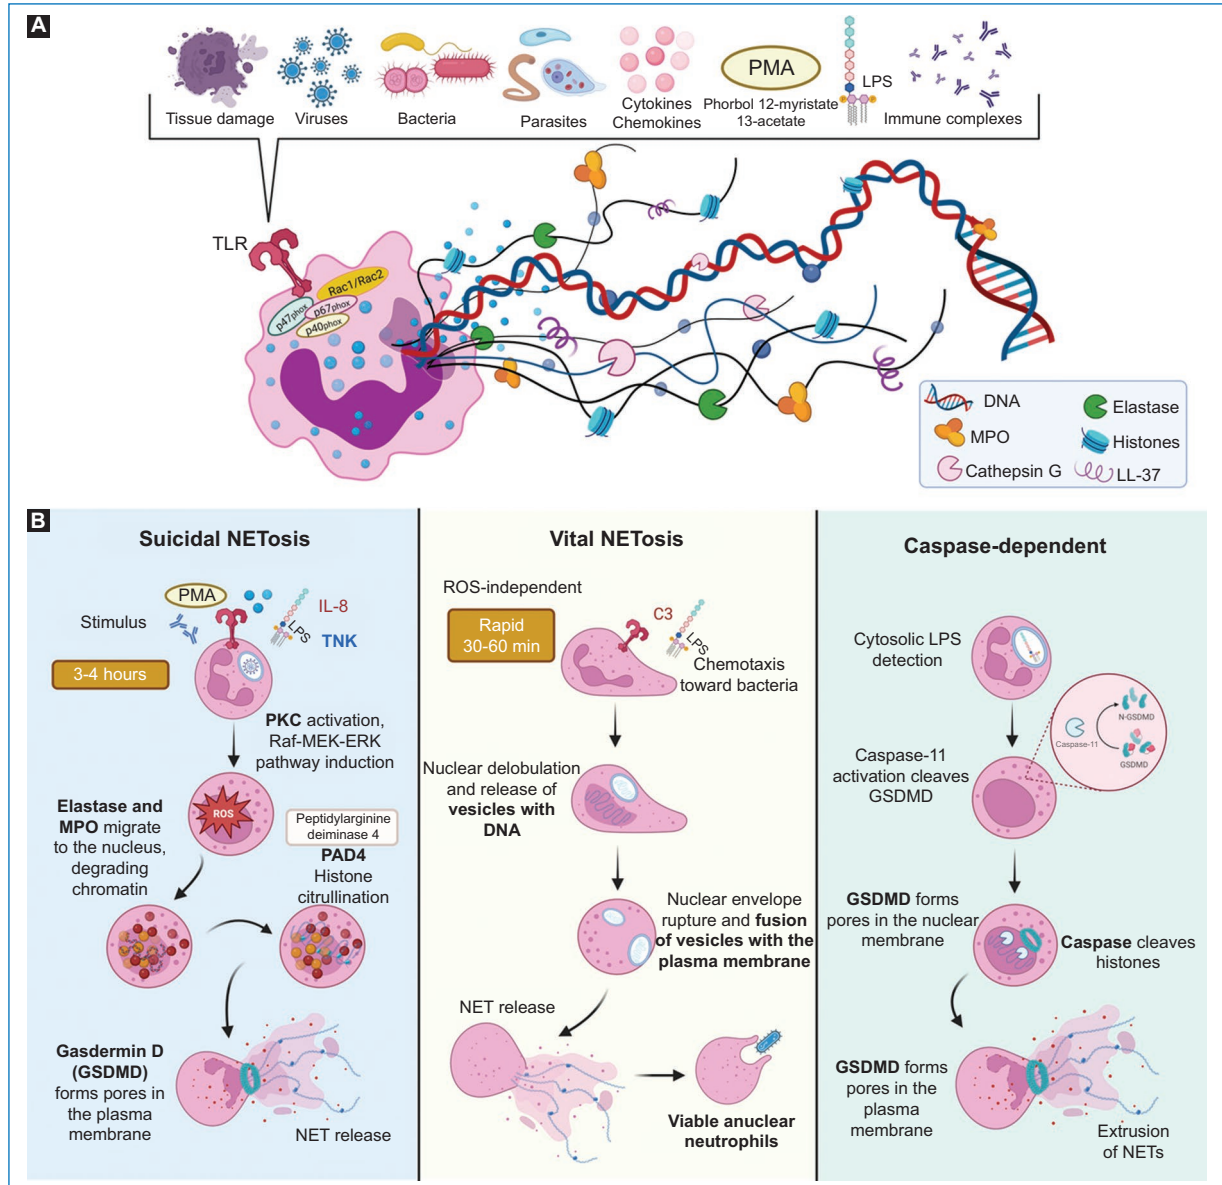 A
PMA
LPS
Tissue damage
Viruses
Bacteria
Parasites
Cytokines
Chemokines
Phorbol 12-myristate
13-acetate
Immune complexes
TLR
Rac1/Rac2
p47phox
p67phox
p40phox
DNA
Elastase
MPO
Histones
Cathepsin G
LL-37
B
Suicidal NETosis
PMA
Stimulus
IL-8
LPS
TNK
3-4 hours
PKC activation,
Raf-MEK-ERK
pathway induction
Elastase and
MPO migrate
to the nucleus,
degrading
chromatin
ROS
Peptidylarginine
deiminase 4
PAD4
Histone
citrullination
Gasdermin D
(GSDMD)
forms pores in
the plasma
membrane
NET release
Vital NETosis
ROS-independent
Rapid
30-60 min
C3
LPS
Chemotaxis
toward bacteria
Nuclear delobulation
and release of
vesicles with
DNA
Nuclear envelope
rupture and fusion
of vesicles with the
plasma membrane
NET release
Viable anuclear
neutrophils
Caspase-dependent
Cytosolic LPS
detection
N-GSDMD
Caspase-11
GSDMD
Caspase-11
activation cleaves
GSDMD
GSDMD forms
pores in the nuclear
membrane
Caspase cleaves
histones
GSDMD forms
pores in the
plasma
membrane
Extrusion
of NETs